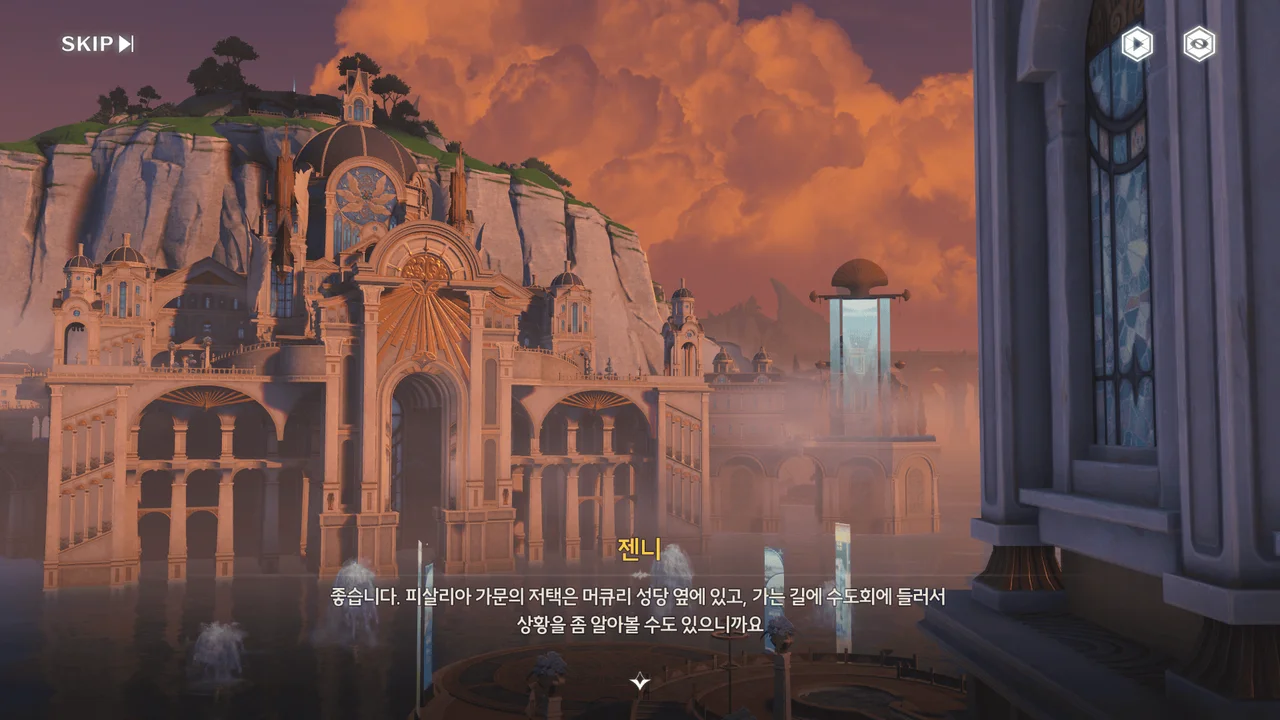 SKIP
젠니
좋습니다. 피살리아 가문의 저택은 머큐리 성당 옆에 있고, 가는 길에 수도회에 들러서
상황을 좀 알아볼 수도 있으니까요